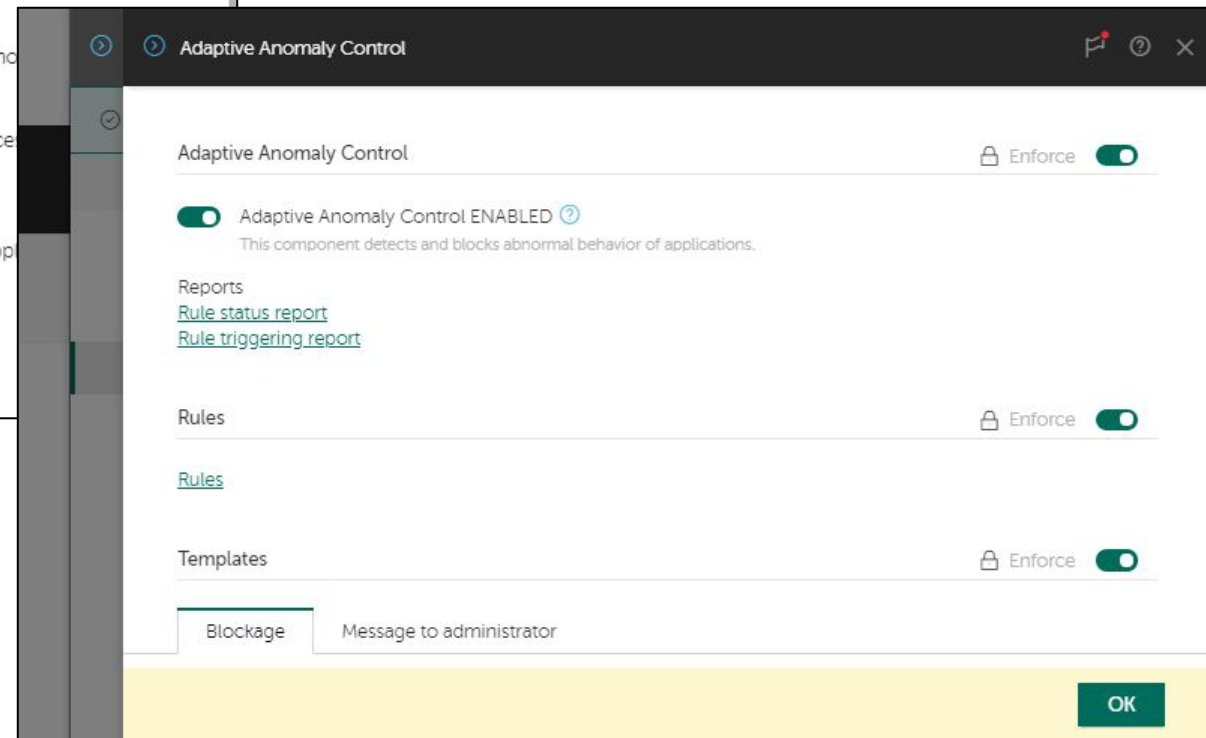 Adaptive Anomaly Control
Adaptive Anomaly Control
Enforce
Adaptive Anomaly Control ENABLED
This component detects and blocks abnormal behavior of applications.
Reports
Rule status report
Rule triggering report
Rules
Enforce
Rules
Templates
Enforce
Blockage
Message to administrator
OK